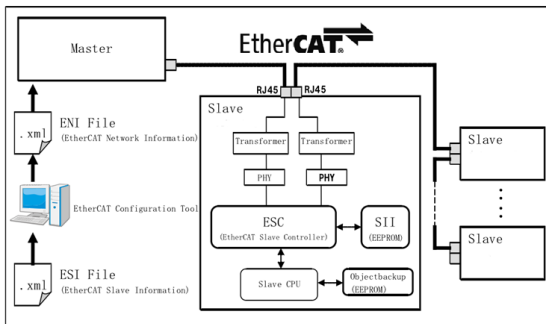 EtherCAT®
Master
RJ45
RJ45
Slave
.xml
ENI File
(EtherCAT Network Information)
Transformer
Transformer
PHY
PHY
EtherCAT Configuration Tool
ESC
(EtherCAT Slave Controller)
SII
(EEPROM)
.xml
ESI File
(EtherCAT Slave Information)
Slave CPU
Objectbackup
(EEPROM)
Slave
Slave